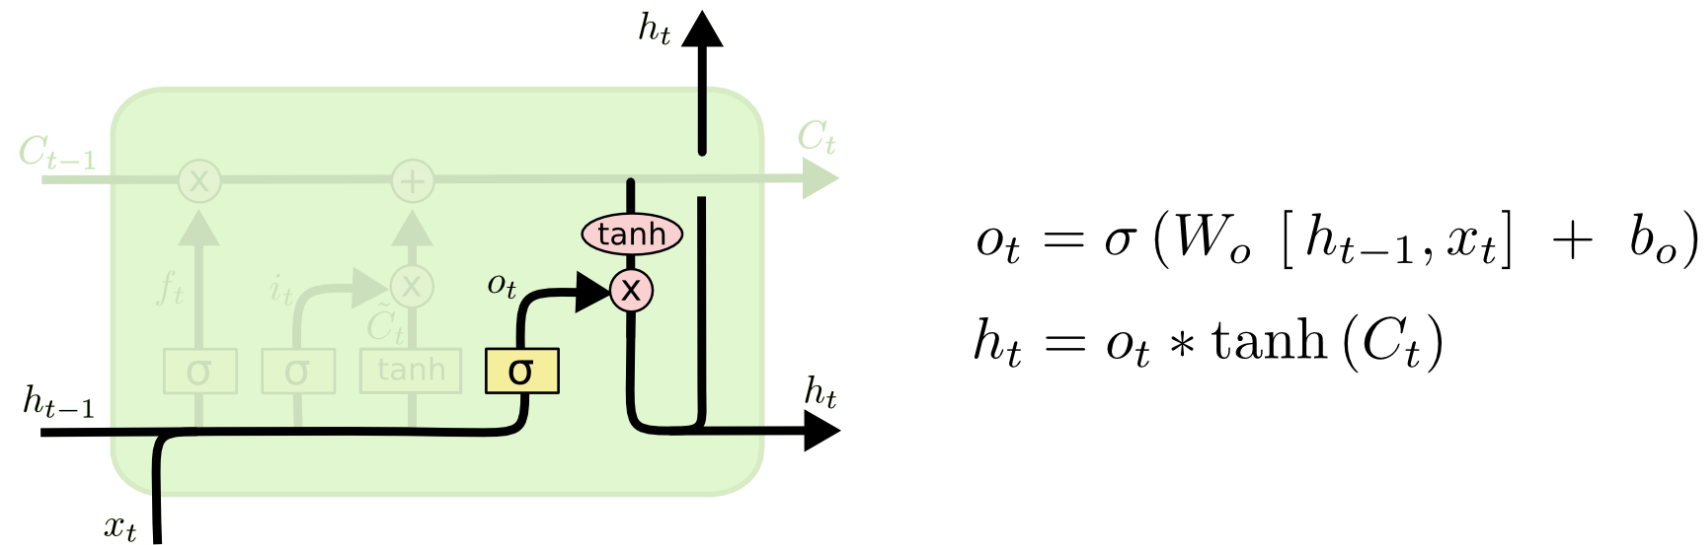 h_t
C_{t-1}
C_t
x
+
tanh
f_t
i_t
x
o_t
x
C̃_t
σ
σ
tanh
σ
h_{t-1}
h_t
x_t
o_t = σ (W_o [h_{t-1}, x_t] + b_o)
h_t = o_t * tanh (C_t)